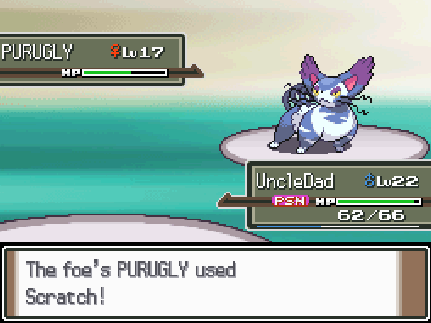 PURUGLY ♀Lv17
HP
UncleDad ♂Lv22
PSN HP
62/66
The foe's PURUGLY used
Scratch!